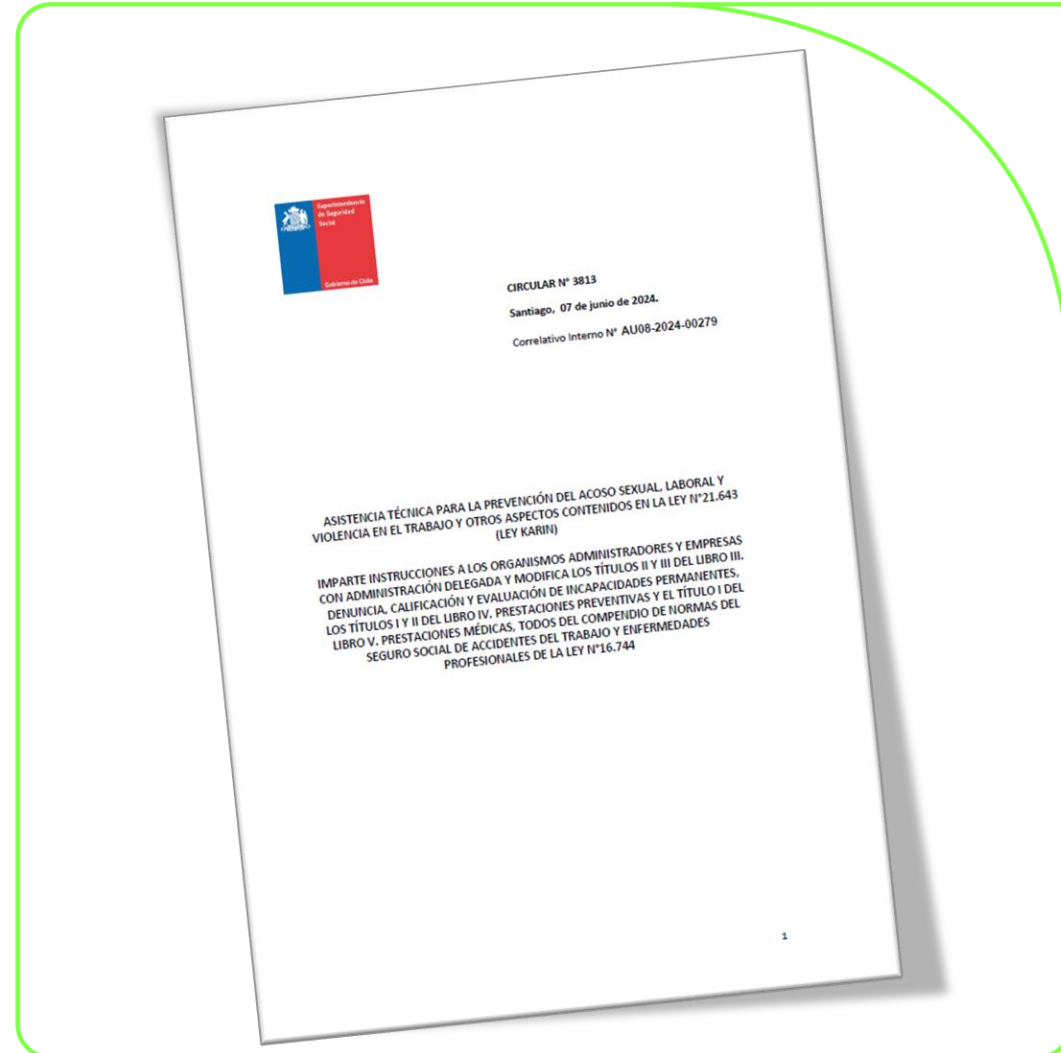 Superintendencia
de Seguridad
Social
Gobierno de Chile
CIRCULAR N° 3813
Santiago, 07 de junio de 2024.
Correlativo Interno N° AU08-2024-00279
ASISTENCIA TÉCNICA PARA LA PREVENCIÓN DEL ACOSO SEXUAL, LABORAL Y
VIOLENCIA EN EL TRABAJO Y OTROS ASPECTOS CONTENIDOS EN LA LEY N°21.643
(LEY KARIN)
IMPARTE INSTRUCCIONES A LOS ORGANISMOS ADMINISTRADORES Y EMPRESAS
CON ADMINISTRACIÓN DELEGADA Y MODIFICA LOS TÍTULOS II Y III DEL LIBRO III.
DENUNCIA, CALIFICACIÓN Y EVALUACIÓN DE INCAPACIDADES PERMANENTES,
LOS TÍTULOS I Y II DEL LIBRO IV. PRESTACIONES PREVENTIVAS Y EL TÍTULO I DEL
LIBRO V. PRESTACIONES MÉDICAS, TODOS DEL COMPENDIO DE NORMAS DEL
SEGURO SOCIAL DE ACCIDENTES DEL TRABAJO Y ENFERMEDADES
PROFESIONALES DE LA LEY N°16.744
1